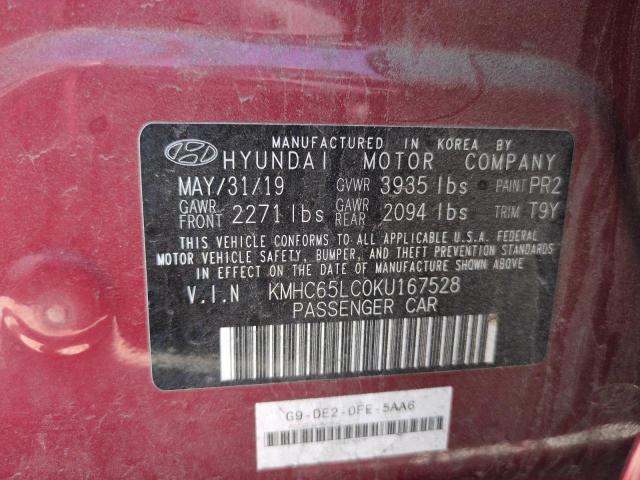 MANUFACTURED IN KOREA BY
HYUNDAI MOTOR COMPANY
MAY/31/19 GVWR 3935 lbs PAINT PR2
GAWR FRONT 2271 lbs GAWR REAR 2094 lbs TRIM T9Y
THIS VEHICLE CONFORMS TO ALL APPLICABLE U.S.A. FEDERAL
MOTOR VEHICLE SAFETY, BUMPER, AND THEFT PREVENTION STANDARDS
IN EFFECT ON THE DATE OF MANUFACTURE SHOWN ABOVE.
V.I.N KMHC65LC0KU167528
PASSENGER CAR
G9-DE2-0FE-5AA6